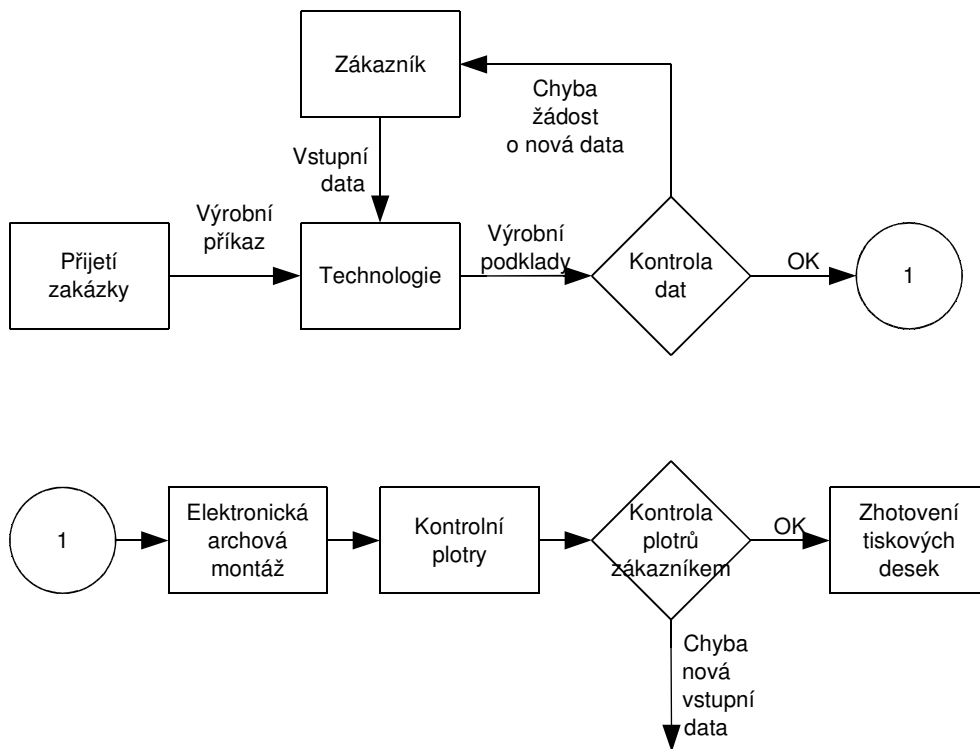 Zákazník
Chyba
žádost
o nová data
Vstupní
data
Výrobní
příkaz
Přijetí
zakázky
Technologie
Výrobní
podklady
Kontrola
dat
OK
1
1
Elektronická
archová
montáž
Kontrolní
plotry
Kontrola
plotrů
zákazníkem
OK
Zhotovení
tiskových
desek
Chyba
nová
vstupní
data